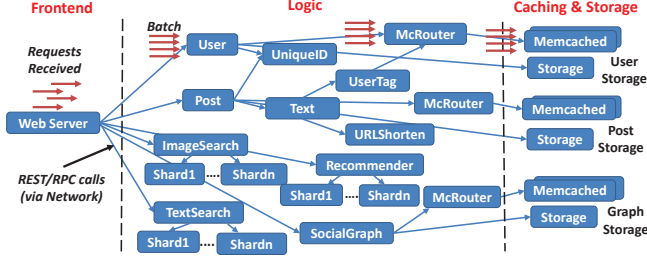 Frontend
Logic
Caching & Storage
Batch
Requests
Received
User
UniqueID
McRouter
Memcached
Storage
User
Storage
UserTag
Post
Text
McRouter
Memcached
Web Server
URLShorten
Storage
Post
Storage
ImageSearch
Shard1
....
Shardn
Recommender
Shard1
....
Shardn
REST/RPC calls
(via Network)
McRouter
Memcached
TextSearch
Storage
Graph
Storage
Shard1
....
Shardn
SocialGraph